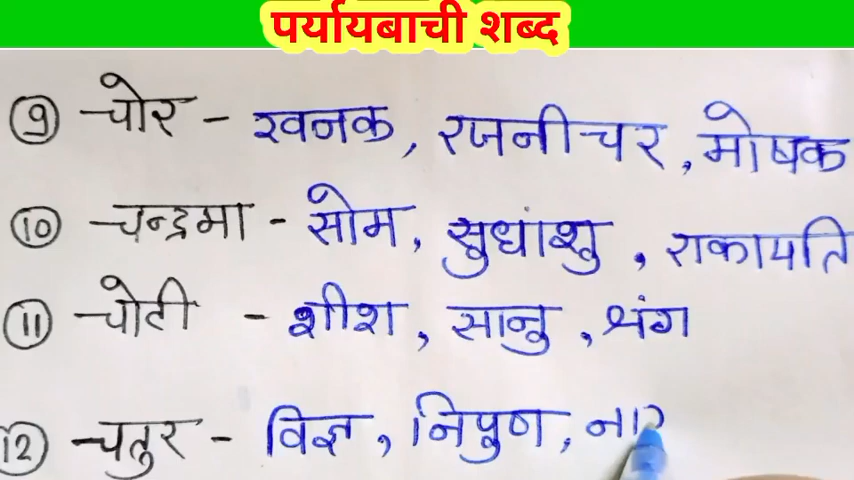 पर्यायबाची शब्द
9 चोर - खनक, रजनीचर, मोषक
10 चन्द्रमा - सोम, सुधांशु, राकापति
11 चोटी - शीश, सानु, श्रंग
12 चतुर - विज्ञ, निपुण,